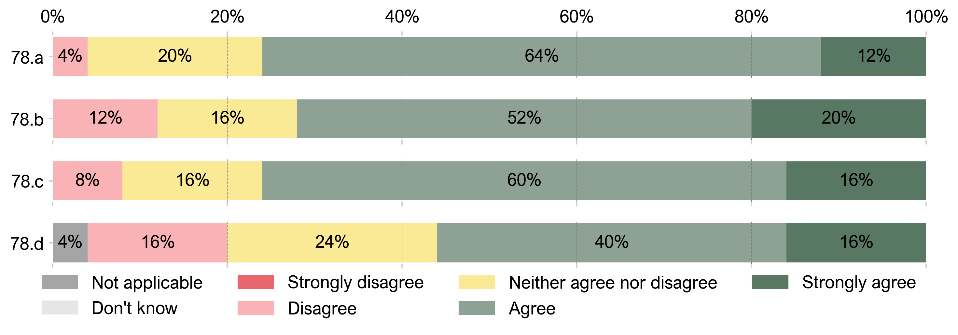 0% 20% 40% 60% 80% 100%
78.a 4% 20% 64% 12%
78.b 12% 16% 52% 20%
78.c 8% 16% 60% 16%
78.d 4% 16% 24% 40% 16%
Not applicable Strongly disagree Neither agree nor disagree Strongly agree
Don't know Disagree Agree